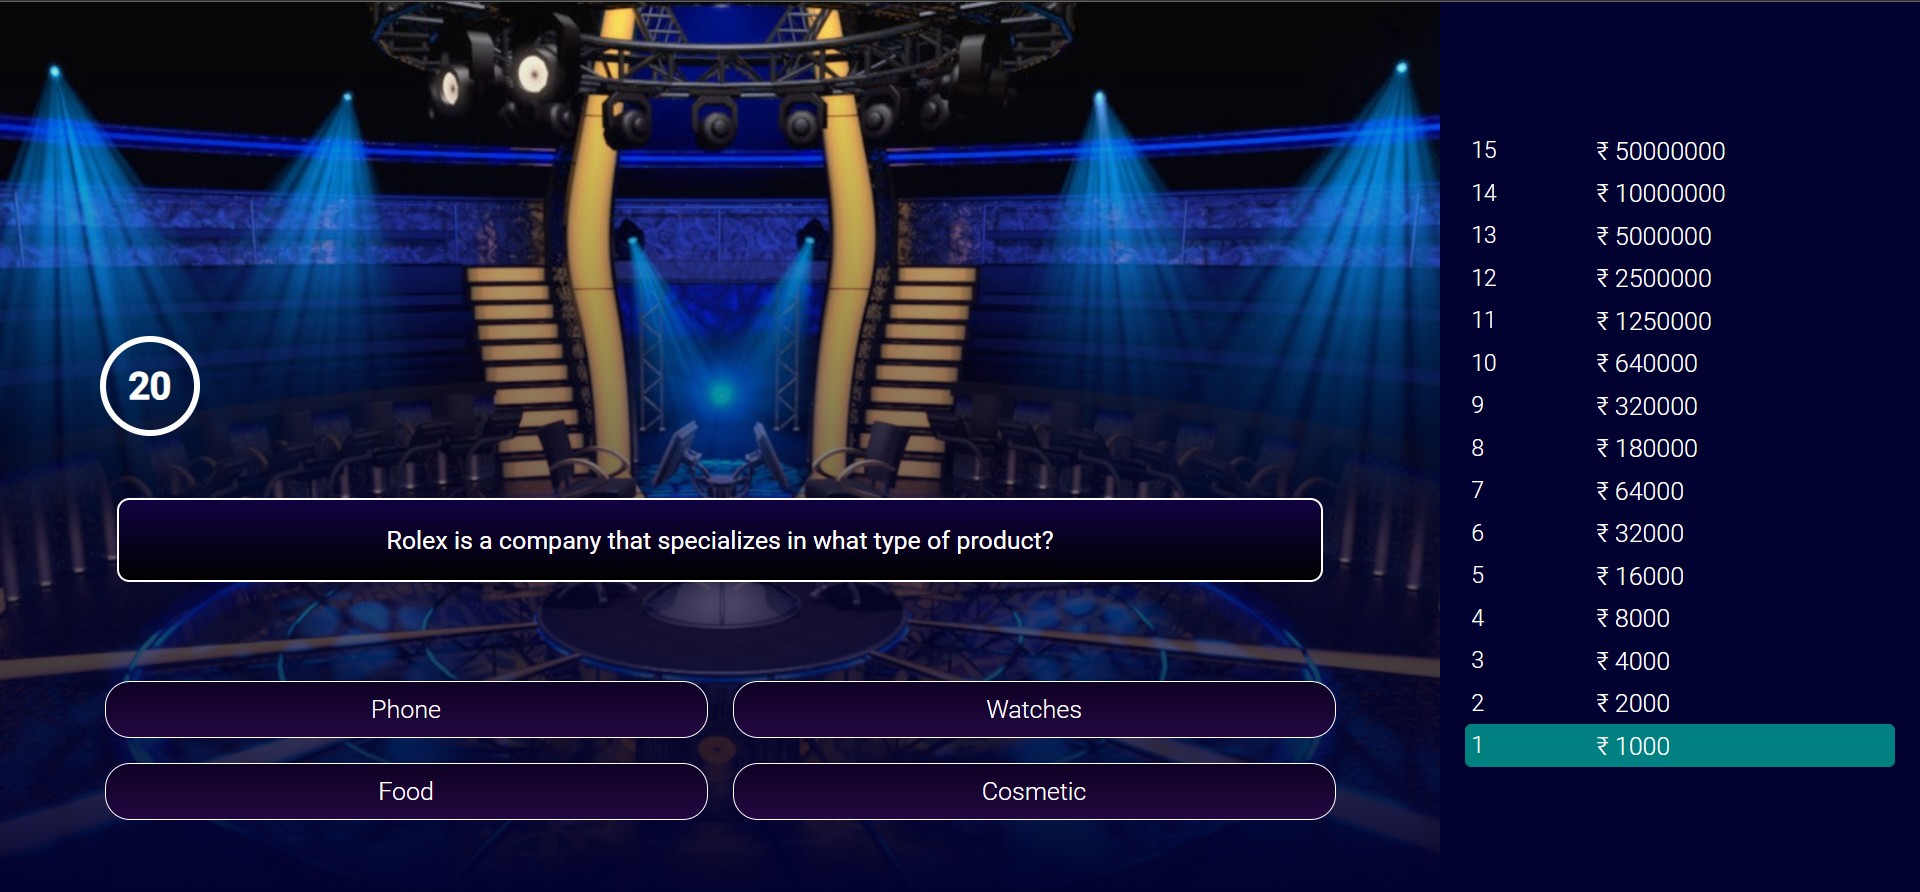 20
Rolex is a company that specializes in what type of product?
Phone
Watches
Food
Cosmetic
15 ₹ 50000000
14 ₹ 10000000
13 ₹ 5000000
12 ₹ 2500000
11 ₹ 1250000
10 ₹ 640000
9 ₹ 320000
8 ₹ 180000
7 ₹ 64000
6 ₹ 32000
5 ₹ 16000
4 ₹ 8000
3 ₹ 4000
2 ₹ 2000
1 ₹ 1000